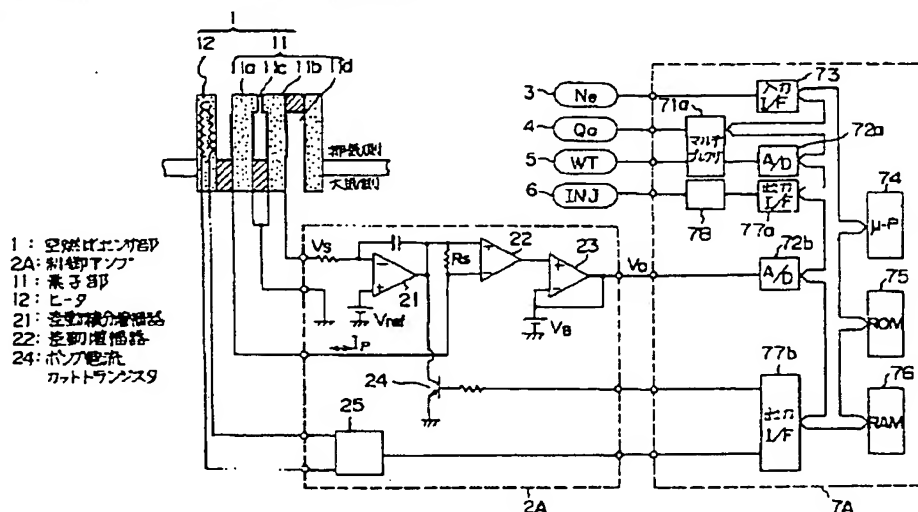 1
12 11
11a 11c 11b 11d
排気側
大気側
3 Ne
4 Qa
5 WT
6 INJ
71a
マルチプレクサ
73
入力
I/F
72a
A/D
78
77a
出力
I/F
74
μ-P
72b
A/D
75
ROM
76
RAM
77b
出力
I/F
7A
1: 空燃比センサ部
2A: 制御アンプ
11: 素子部
12: ヒータ
21: 差動積分増幅器
22: 差動増幅器
24: ポンプ電流
カットトランジスタ
Vs
21
Vref
Rs
22
23
VB
Vo
IP
24
25
2A